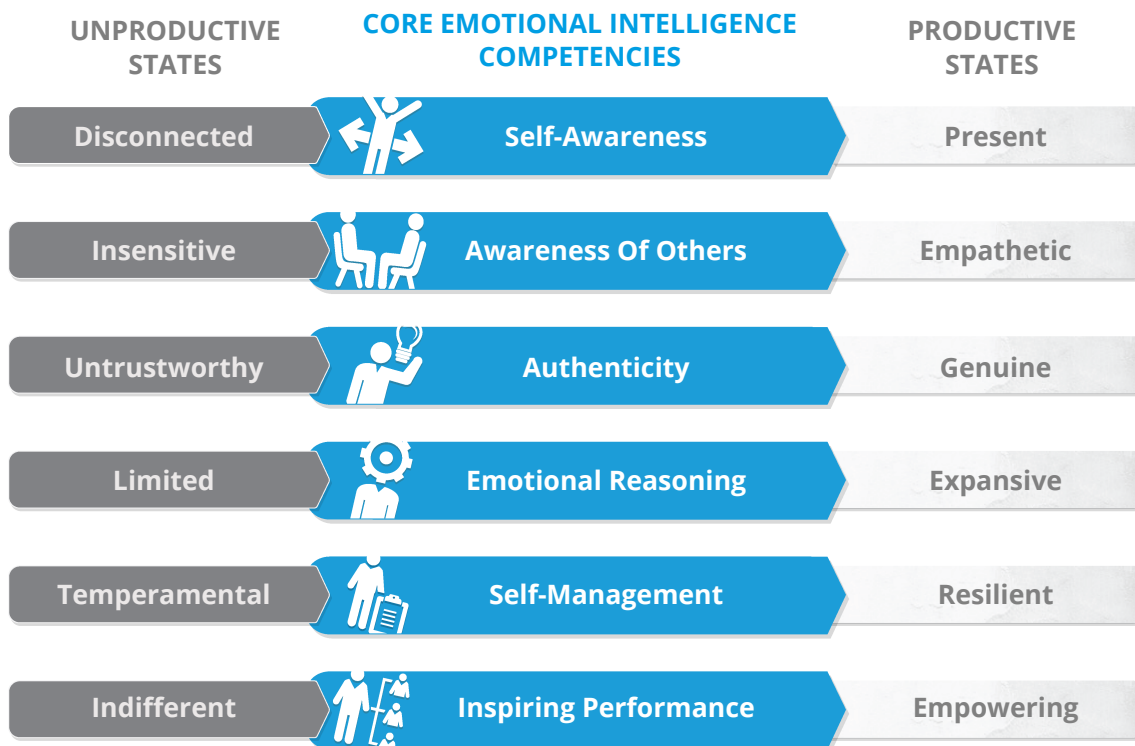 UNPRODUCTIVE
STATES
CORE EMOTIONAL INTELLIGENCE
COMPETENCIES
PRODUCTIVE
STATES
Disconnected
Self-Awareness
Present
Insensitive
Awareness Of Others
Empathetic
Untrustworthy
Authenticity
Genuine
Limited
Emotional Reasoning
Expansive
Temperamental
Self-Management
Resilient
Indifferent
Inspiring Performance
Empowering